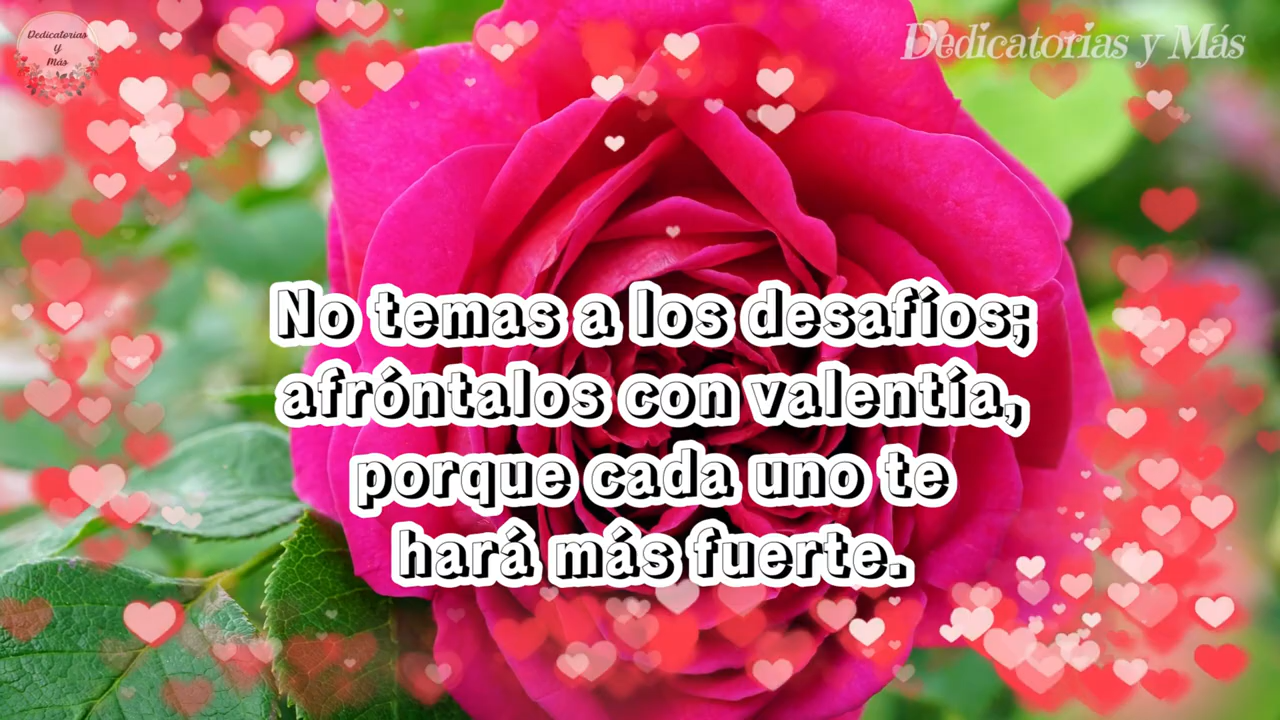 Dedicatorias
Y
Más
Dedicatorias y Más
No temas a los desafíos;
afróntalos con valentía,
porque cada uno te
hará más fuerte.